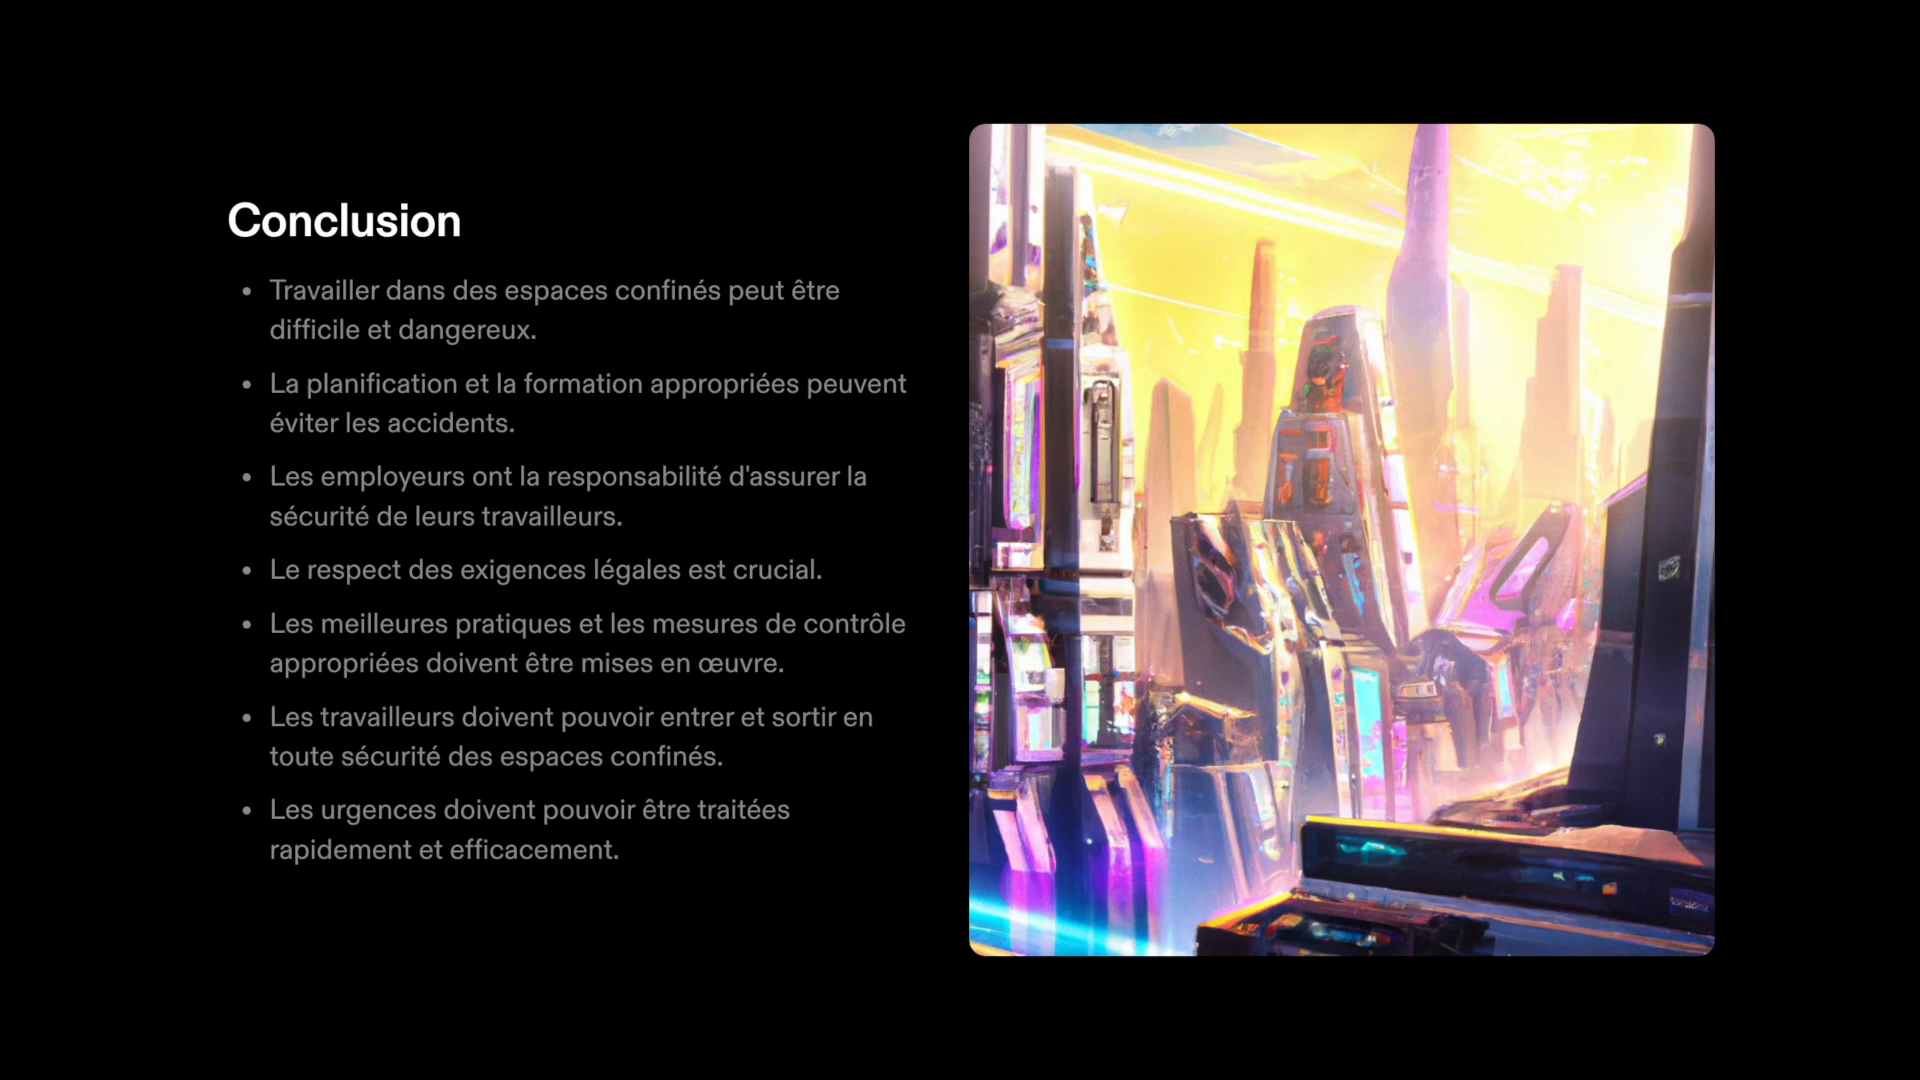 Conclusion
• Travailler dans des espaces confinés peut être
difficile et dangereux.
• La planification et la formation appropriées peuvent
éviter les accidents.
• Les employeurs ont la responsabilité d'assurer la
sécurité de leurs travailleurs.
• Le respect des exigences légales est crucial.
• Les meilleures pratiques et les mesures de contrôle
appropriées doivent être mises en œuvre.
• Les travailleurs doivent pouvoir entrer et sortir en
toute sécurité des espaces confinés.
• Les urgences doivent pouvoir être traitées
rapidement et efficacement.